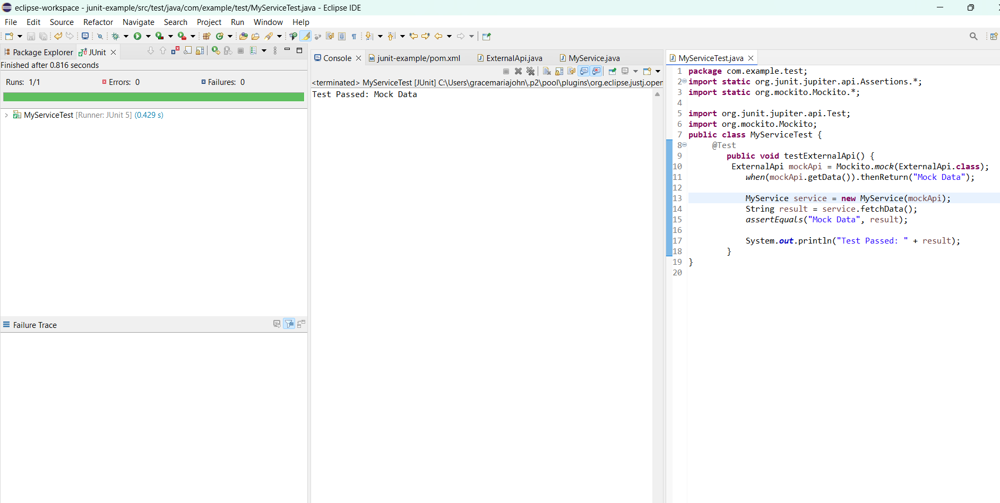 eclipse-workspace - junit-example/src/test/java/com/example/test/MyServiceTest.java - Eclipse IDE
File Edit Source Refactor Navigate Search Project Run Window Help
Package Explorer JUnit
Finished after 0.816 seconds
Runs: 1/1 Errors: 0 Failures: 0
MyServiceTest [Runner: JUnit 5] (0.429 s)
Failure Trace
Console junit-example/pom.xml ExternalApi.java MyService.java
<terminated> MyServiceTest [JUnit] C:\Users\gracemariajohn\.p2\pool\plugins\org.eclipse.justj.open
Test Passed: Mock Data
MyServiceTest.java
1 package com.example.test;
2 import static org.junit.jupiter.api.Assertions.*;
3 import static org.mockito.Mockito.*;
4
5 import org.junit.jupiter.api.Test;
6 import org.mockito.Mockito;
7 public class MyServiceTest {
8 @Test
9 public void testExternalApi() {
10 ExternalApi mockApi = Mockito.mock(ExternalApi.class);
11 when(mockApi.getData()).thenReturn("Mock Data");
12
13 MyService service = new MyService(mockApi);
14 String result = service.fetchData();
15 assertEquals("Mock Data", result);
16
17 System.out.println("Test Passed: " + result);
18 }
19 }
20